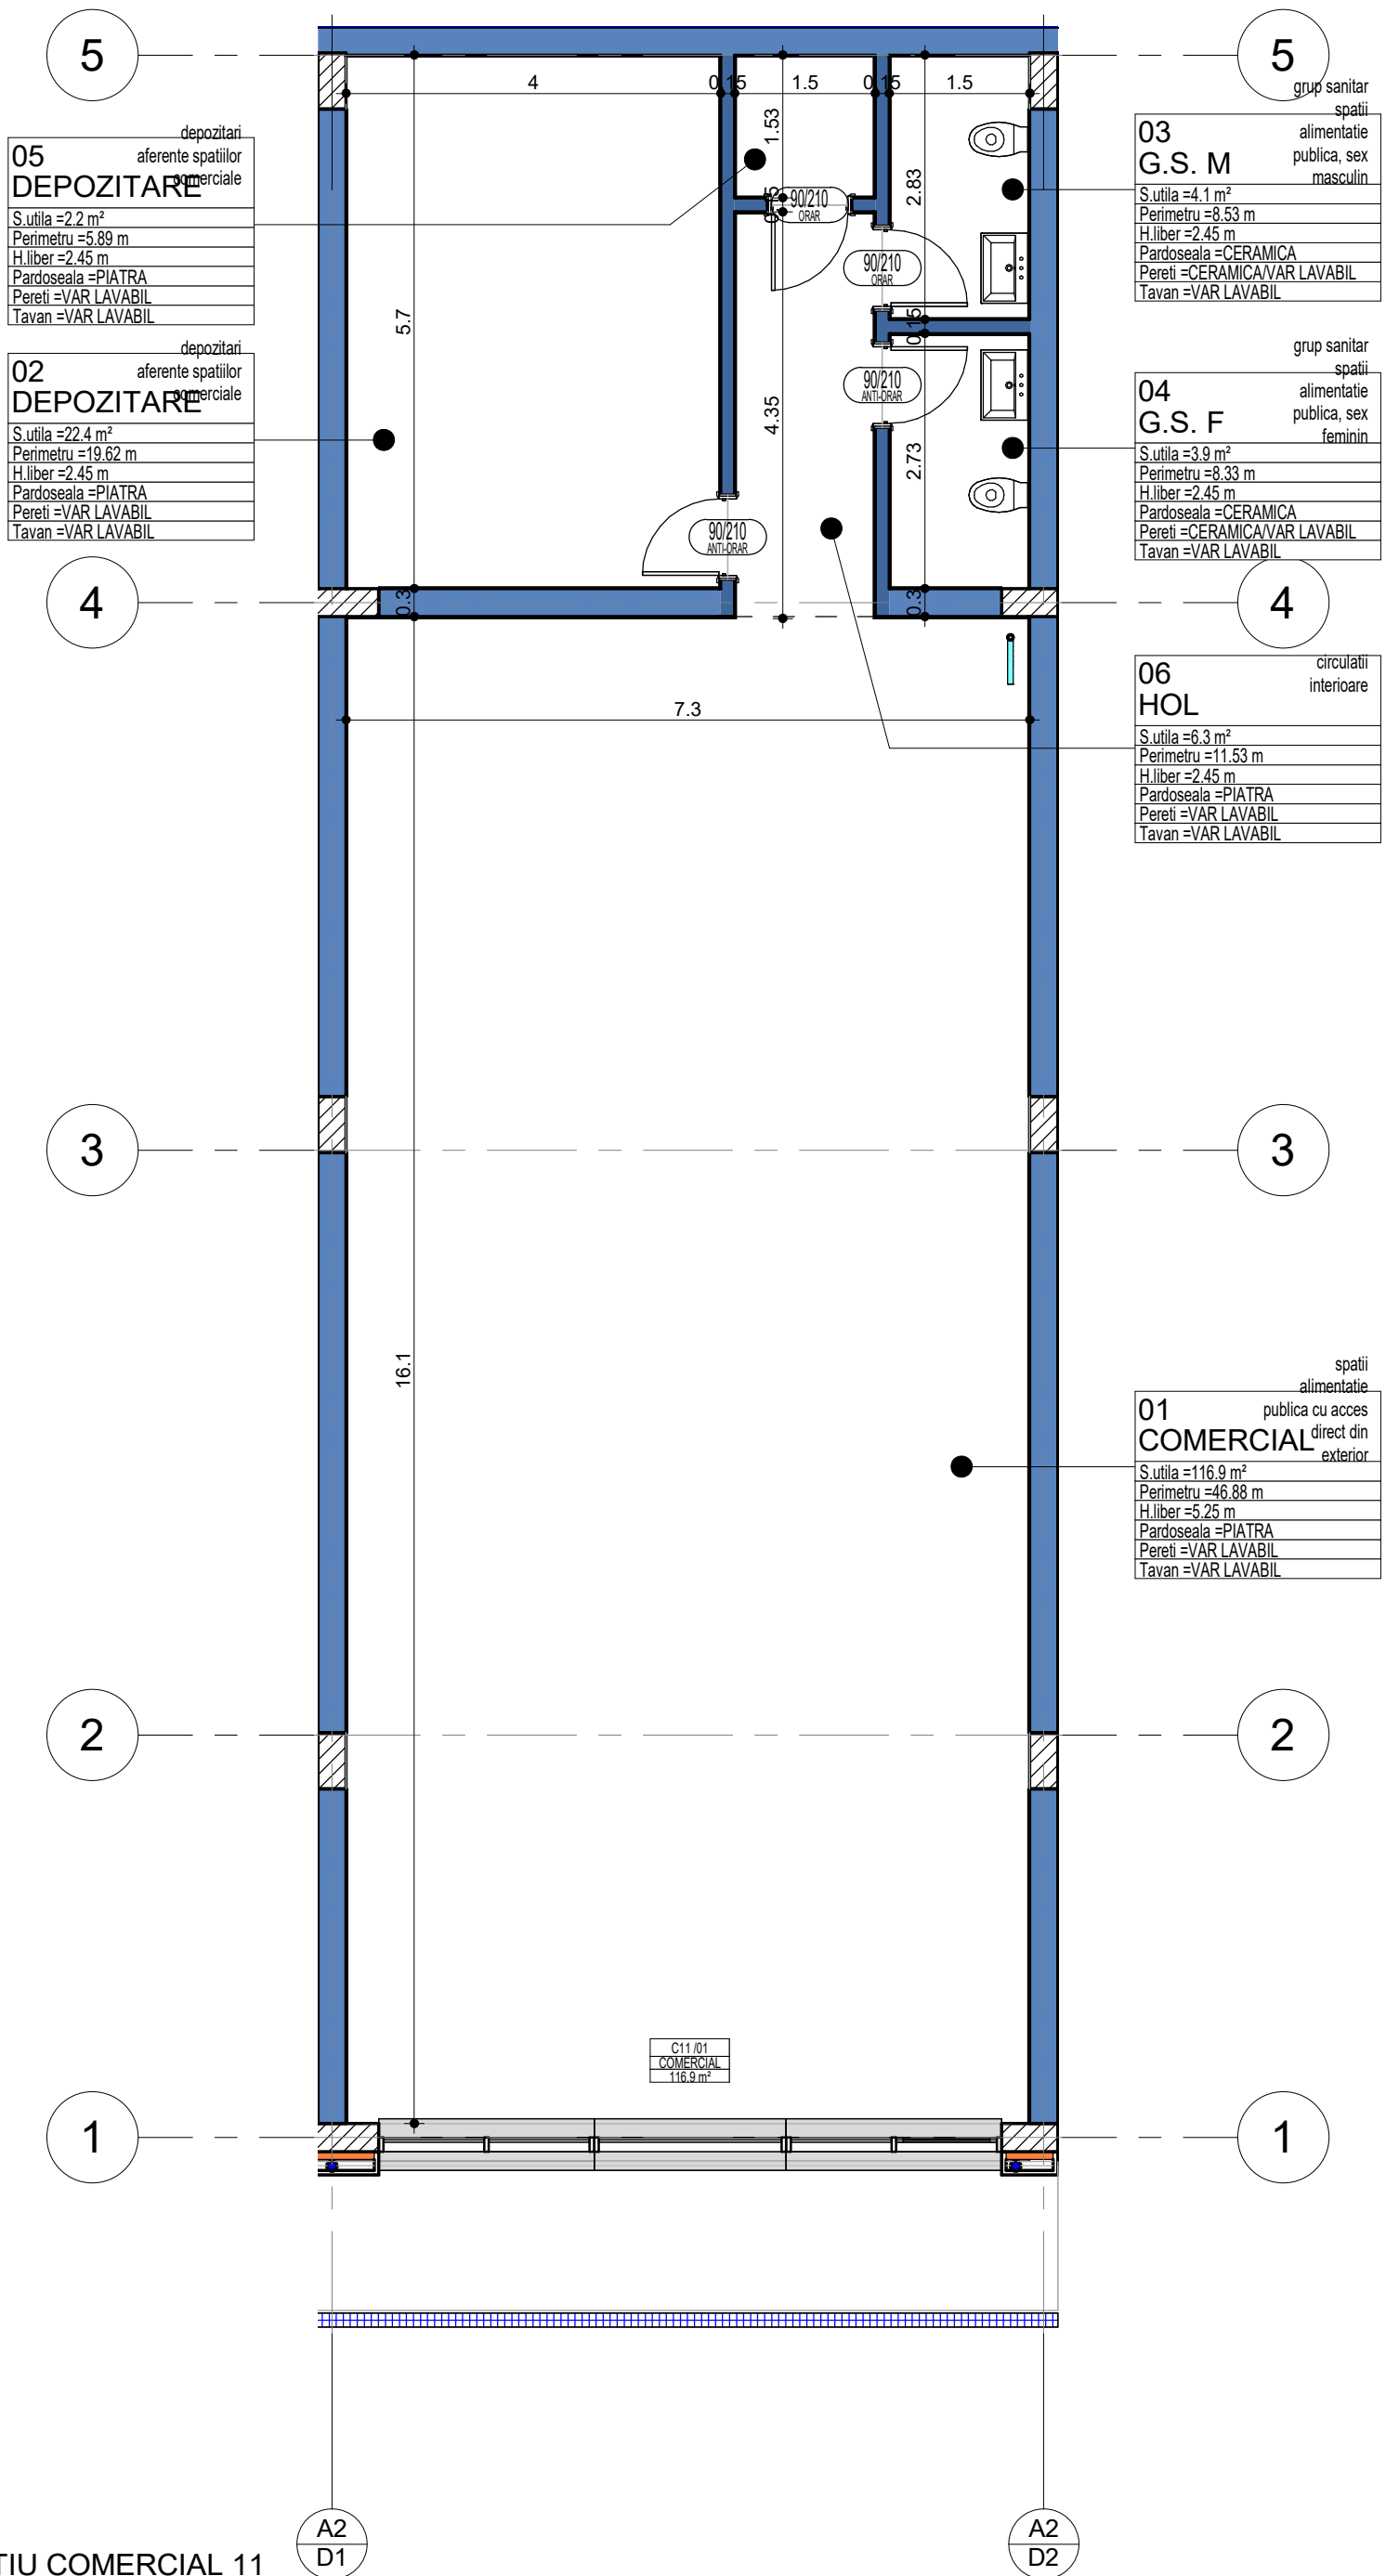 5
5
4
0.15
1.5
0.15
1.5
depozitari
aferente spatiilor
comerciale
05
DEPOZITARE
S.utila =2.2 m²
Perimetru =5.89 m
H.liber =2.45 m
Pardoseala =PIATRA
Pereti =VAR LAVABIL
Tavan =VAR LAVABIL
grup sanitar
spatii
alimentatie
publica, sex
masculin
03
G.S. M
S.utila =4.1 m²
Perimetru =8.53 m
H.liber =2.45 m
Pardoseala =CERAMICA
Pereti =CERAMICA/VAR LAVABIL
Tavan =VAR LAVABIL
1.53
2.83
90/210
ORAR
90/210
ORAR
5.7
0.15
depozitari
aferente spatiilor
comerciale
02
DEPOZITARE
S.utila =22.4 m²
Perimetru =19.62 m
H.liber =2.45 m
Pardoseala =PIATRA
Pereti =VAR LAVABIL
Tavan =VAR LAVABIL
90/210
ANTI-ORAR
4.35
2.73
grup sanitar
spatii
alimentatie
publica, sex
feminin
04
G.S. F
S.utila =3.9 m²
Perimetru =8.33 m
H.liber =2.45 m
Pardoseala =CERAMICA
Pereti =CERAMICA/VAR LAVABIL
Tavan =VAR LAVABIL
90/210
ANTI-ORAR
4
0.3
0.3
4
circulatii
interioare
06
HOL
S.utila =6.3 m²
Perimetru =11.53 m
H.liber =2.45 m
Pardoseala =PIATRA
Pereti =VAR LAVABIL
Tavan =VAR LAVABIL
7.3
3
3
16.1
spatii
alimentatie
publica cu acces
direct din
exterior
01
COMERCIAL
S.utila =116.9 m²
Perimetru =46.88 m
H.liber =5.25 m
Pardoseala =PIATRA
Pereti =VAR LAVABIL
Tavan =VAR LAVABIL
2
2
C11 /01
COMERCIAL
116.9 m²
1
1
A2
D1
A2
D2
TIU COMERCIAL 11